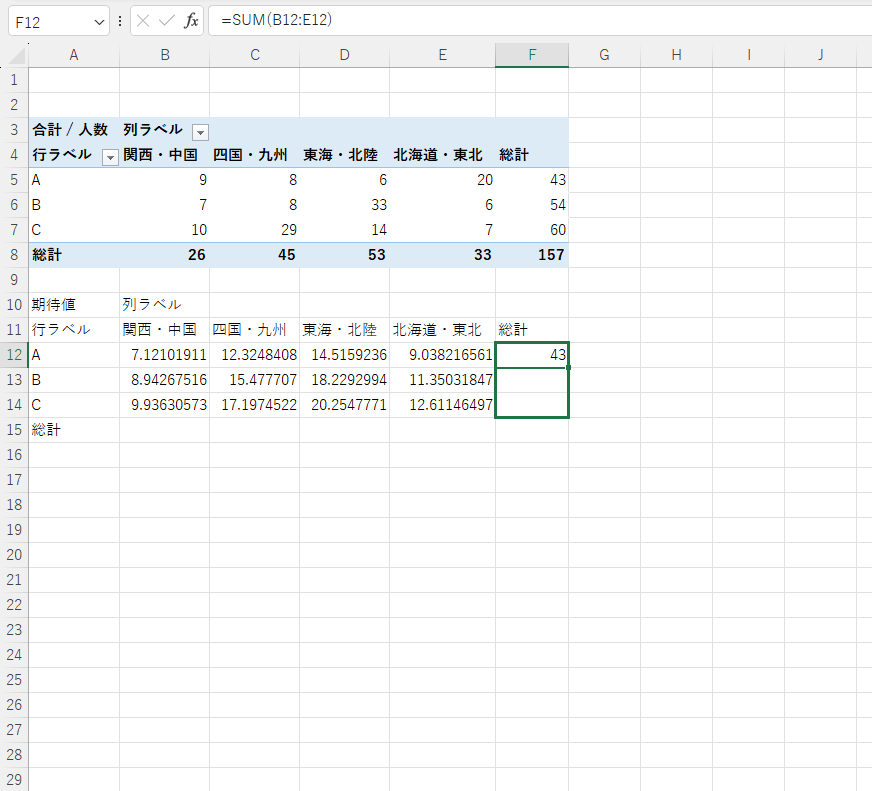 F12 fx =SUM(B12:E12)
A B C D E F G H I J
1
2
3 合計 / 人数 列ラベル
4 行ラベル 関西・中国 四国・九州 東海・北陸 北海道・東北 総計
5 A 9 8 6 20 43
6 B 7 8 33 6 54
7 C 10 29 14 7 60
8 総計 26 45 53 33 157
9
10 期待値 列ラベル
11 行ラベル 関西・中国 四国・九州 東海・北陸 北海道・東北 総計
12 A 7.12101911 12.3248408 14.5159236 9.038216561 43
13 B 8.94267516 15.477707 18.2292994 11.35031847
14 C 9.93630573 17.1974522 20.2547771 12.61146497
15 総計
16
17
18
19
20
21
22
23
24
25
26
27
28
29